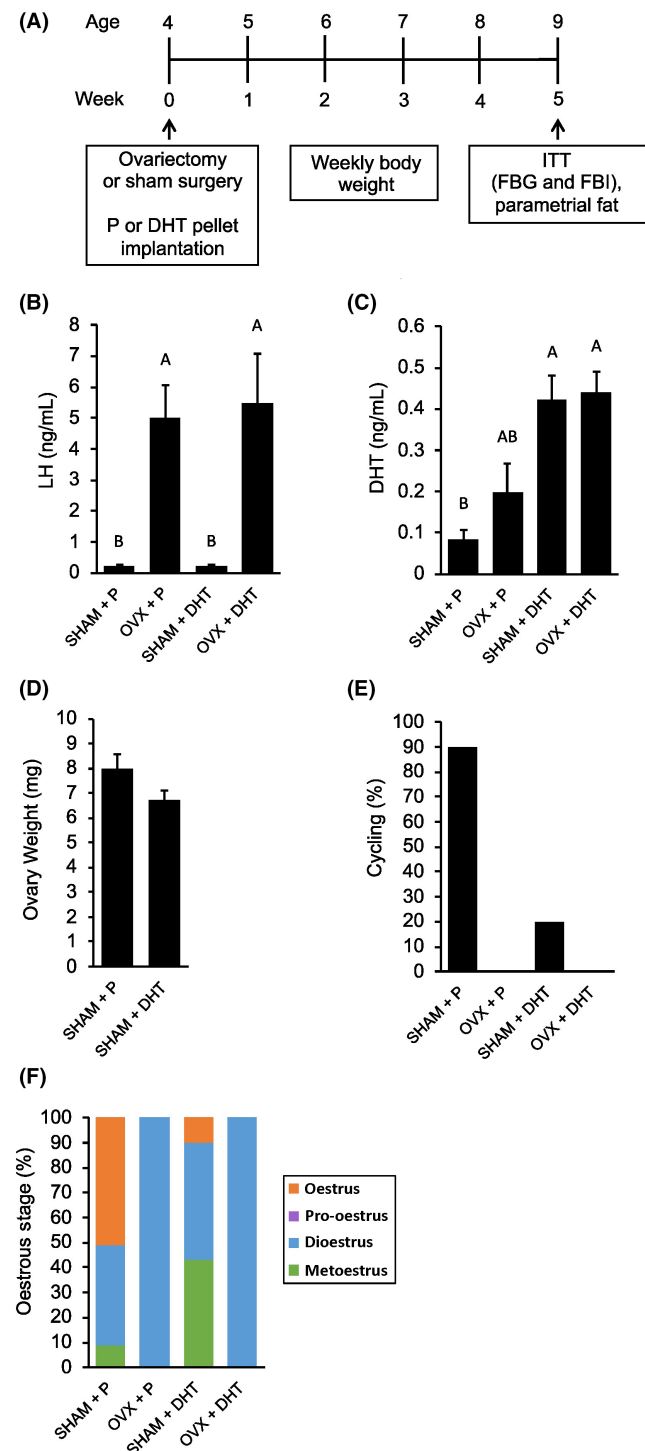 (A)
Age 4 5 6 7 8 9
Week 0 1 2 3 4 5
Ovariectomy
or sham surgery
P or DHT pellet
implantation
Weekly body
weight
ITT
(FBG and FBI),
parametrial fat
(B)
LH (ng/mL)
8
7
6
5
4
3
2
1
0
B
A
B
A
SHAM + P
OVX + P
SHAM + DHT
OVX + DHT
(C)
DHT (ng/mL)
0.6
0.5
0.4
0.3
0.2
0.1
0
B
AB
A
A
SHAM + P
OVX + P
SHAM + DHT
OVX + DHT
(D)
Ovary Weight (mg)
10
9
8
7
6
5
4
3
2
1
0
SHAM + P
SHAM + DHT
(E)
Cycling (%)
100
90
80
70
60
50
40
30
20
10
0
SHAM + P
OVX + P
SHAM + DHT
OVX + DHT
(F)
Oestrous stage (%)
100
90
80
70
60
50
40
30
20
10
0
SHAM + P
OVX + P
SHAM + DHT
OVX + DHT
Oestrus
Pro-oestrus
Dioestrus
Metoestrus